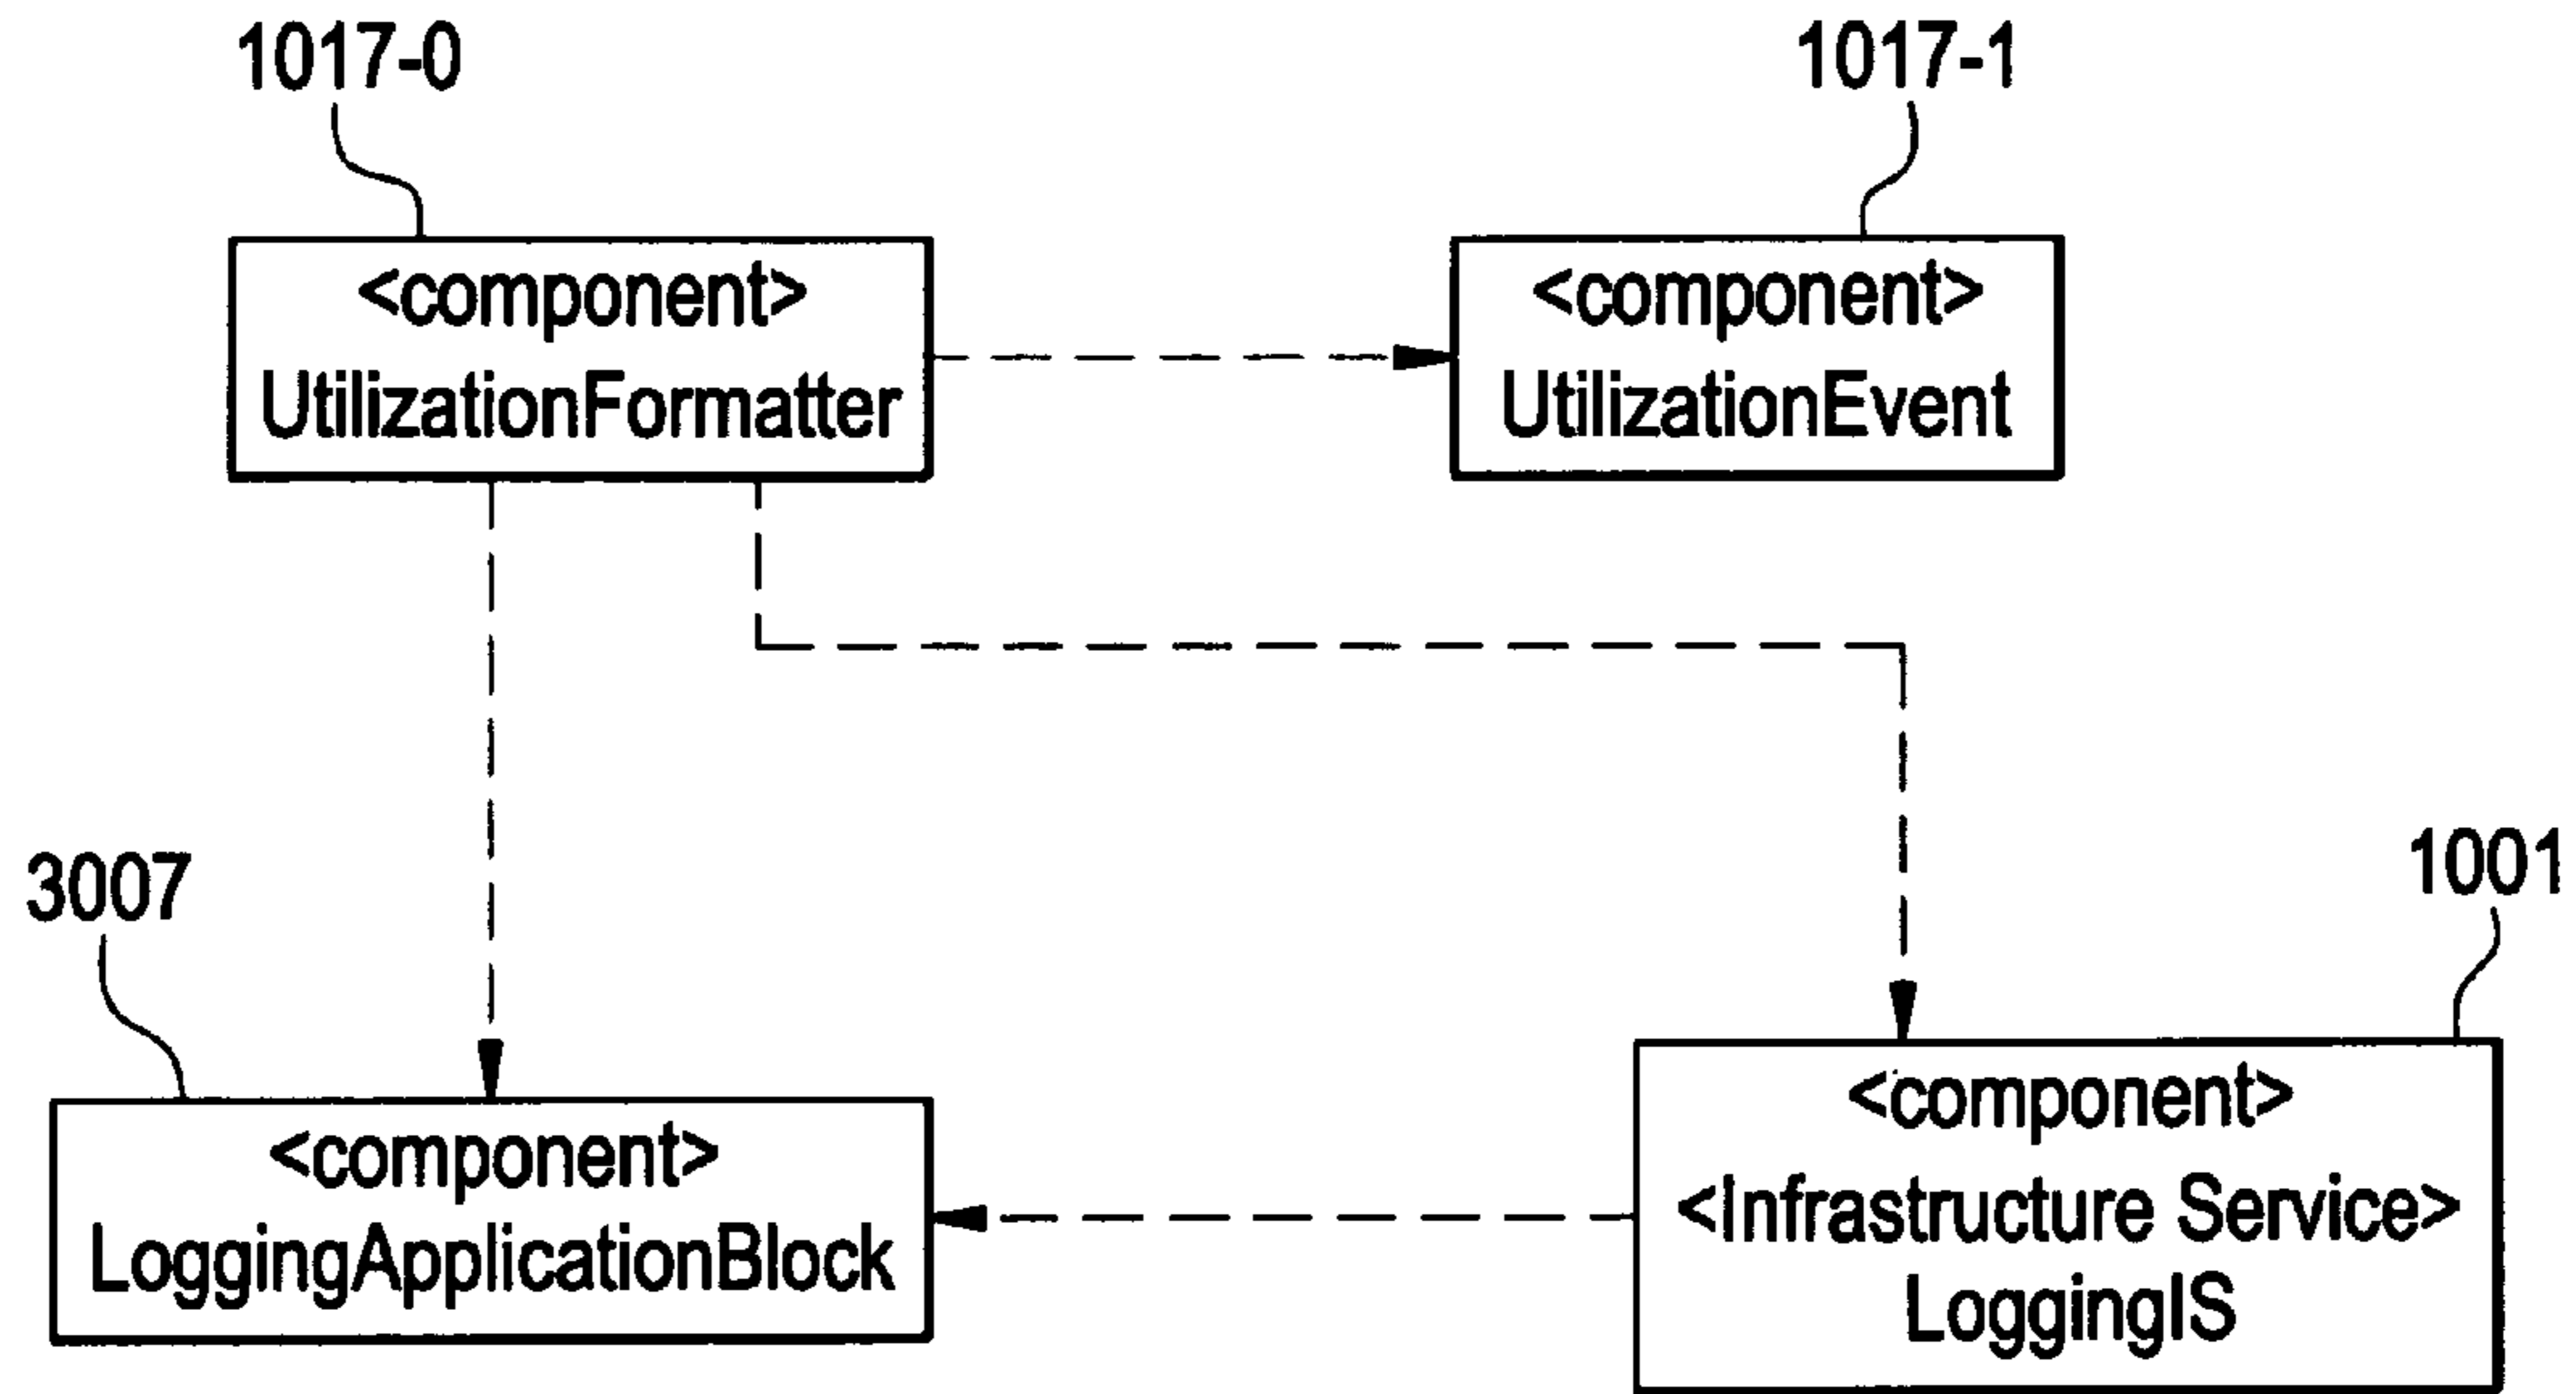 1017-0
1017-1
<component>
UtilizationFormatter
<component>
UtilizationEvent
3007
1001
<component>
LoggingApplicationBlock
<component>
<Infrastructure Service>
LoggingIS